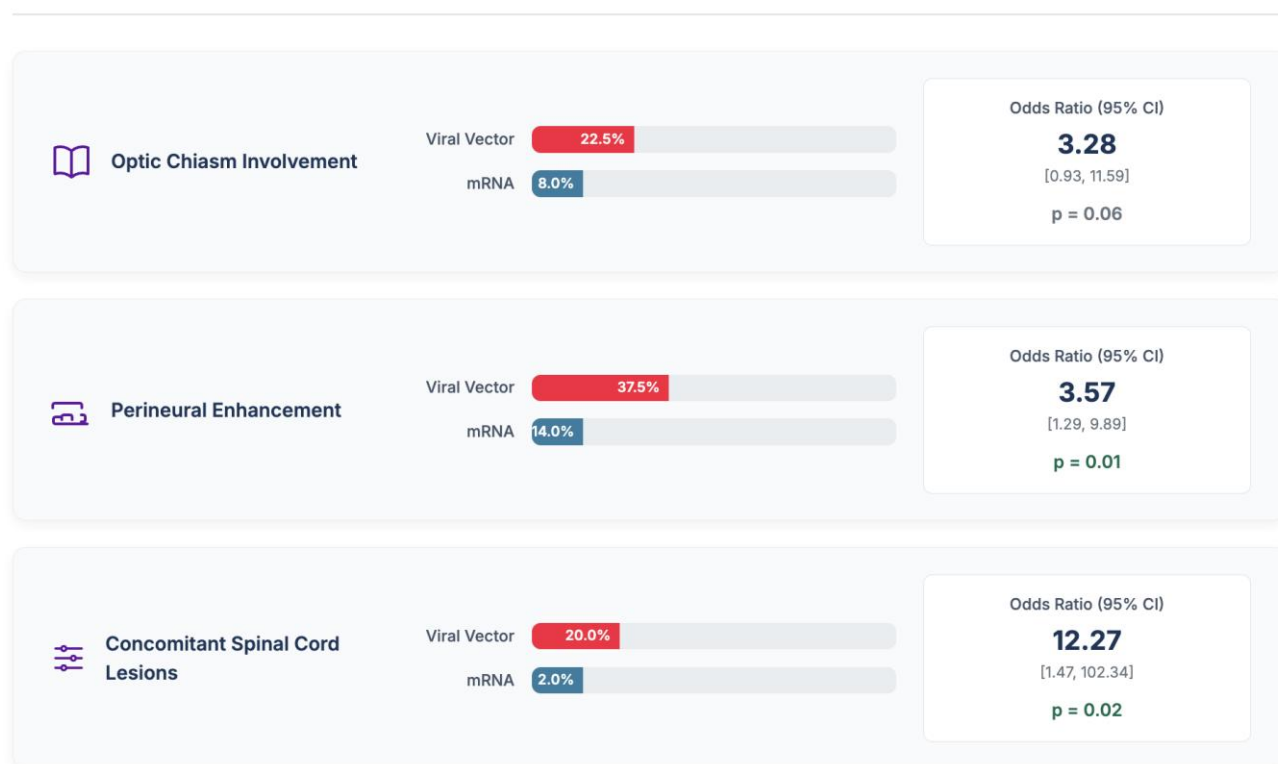 Optic Chiasm Involvement
Viral Vector 22.5%
mRNA 8.0%
Odds Ratio (95% CI)
3.28
[0.93, 11.59]
p = 0.06
Perineural Enhancement
Viral Vector 37.5%
mRNA 14.0%
Odds Ratio (95% CI)
3.57
[1.29, 9.89]
p = 0.01
Concomitant Spinal Cord
Lesions
Viral Vector 20.0%
mRNA 2.0%
Odds Ratio (95% CI)
12.27
[1.47, 102.34]
p = 0.02